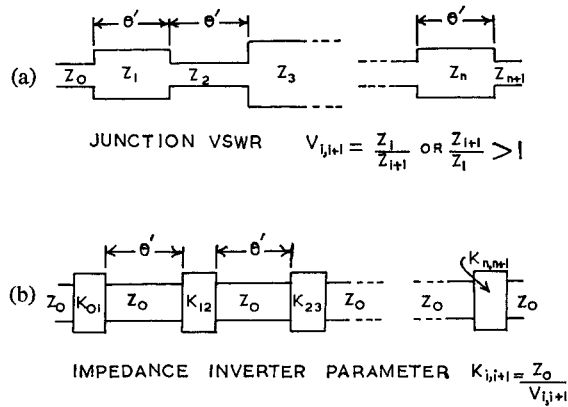 θ' θ'
θ'
(a) Z0 Z1 Z2 Z3 Zn Zn+1
JUNCTION VSWR Vi,i+1 = Zi/Zi+1 OR Zi+1/Zi > 1
θ' θ' Kn,n+1
(b) Z0 K01 Z0 K12 Z0 K23 Z0 Z0 Z0
IMPEDANCE INVERTER PARAMETER Ki,i+1 = Z0/Vi,i+1